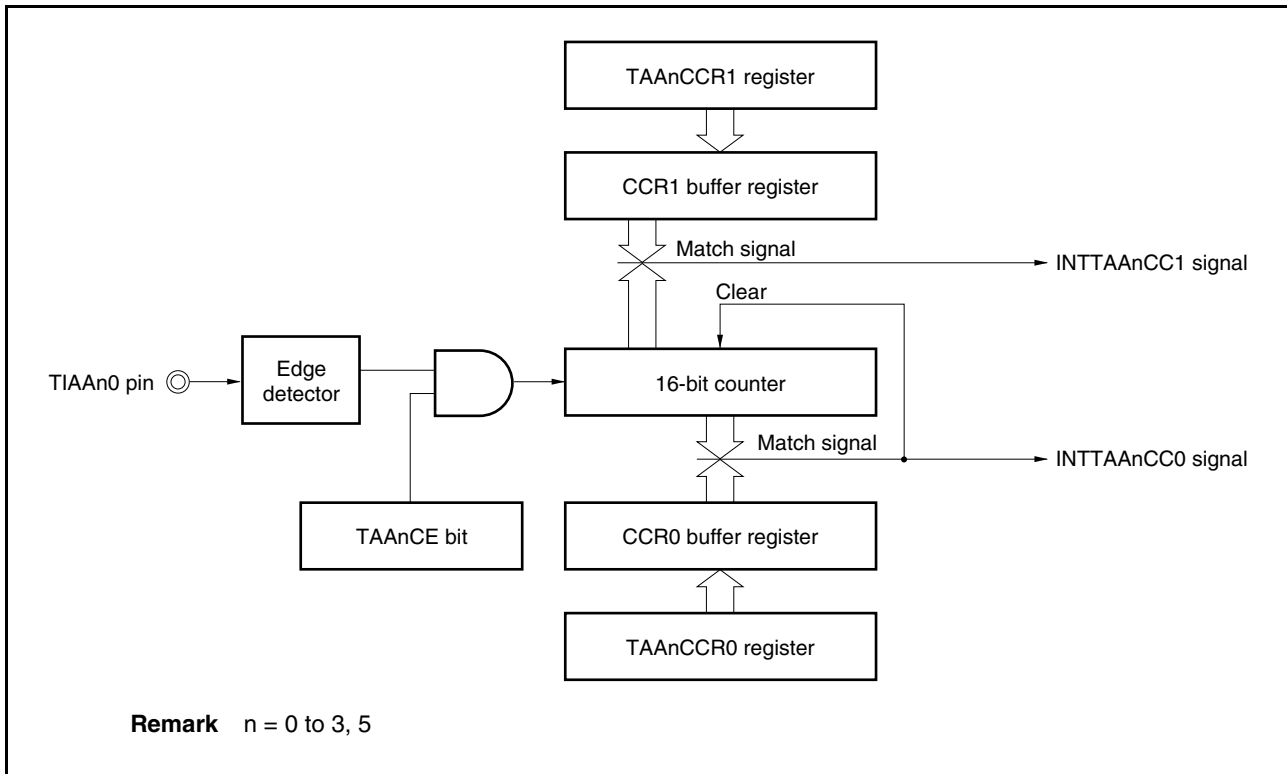 TAAnCCR1 register
CCR1 buffer register
Match signal
INTTAAnCC1 signal
Clear
TIAAn0 pin
Edge
detector
16-bit counter
Match signal
INTTAAnCC0 signal
TAAnCE bit
CCR0 buffer register
TAAnCCR0 register
Remark n = 0 to 3, 5